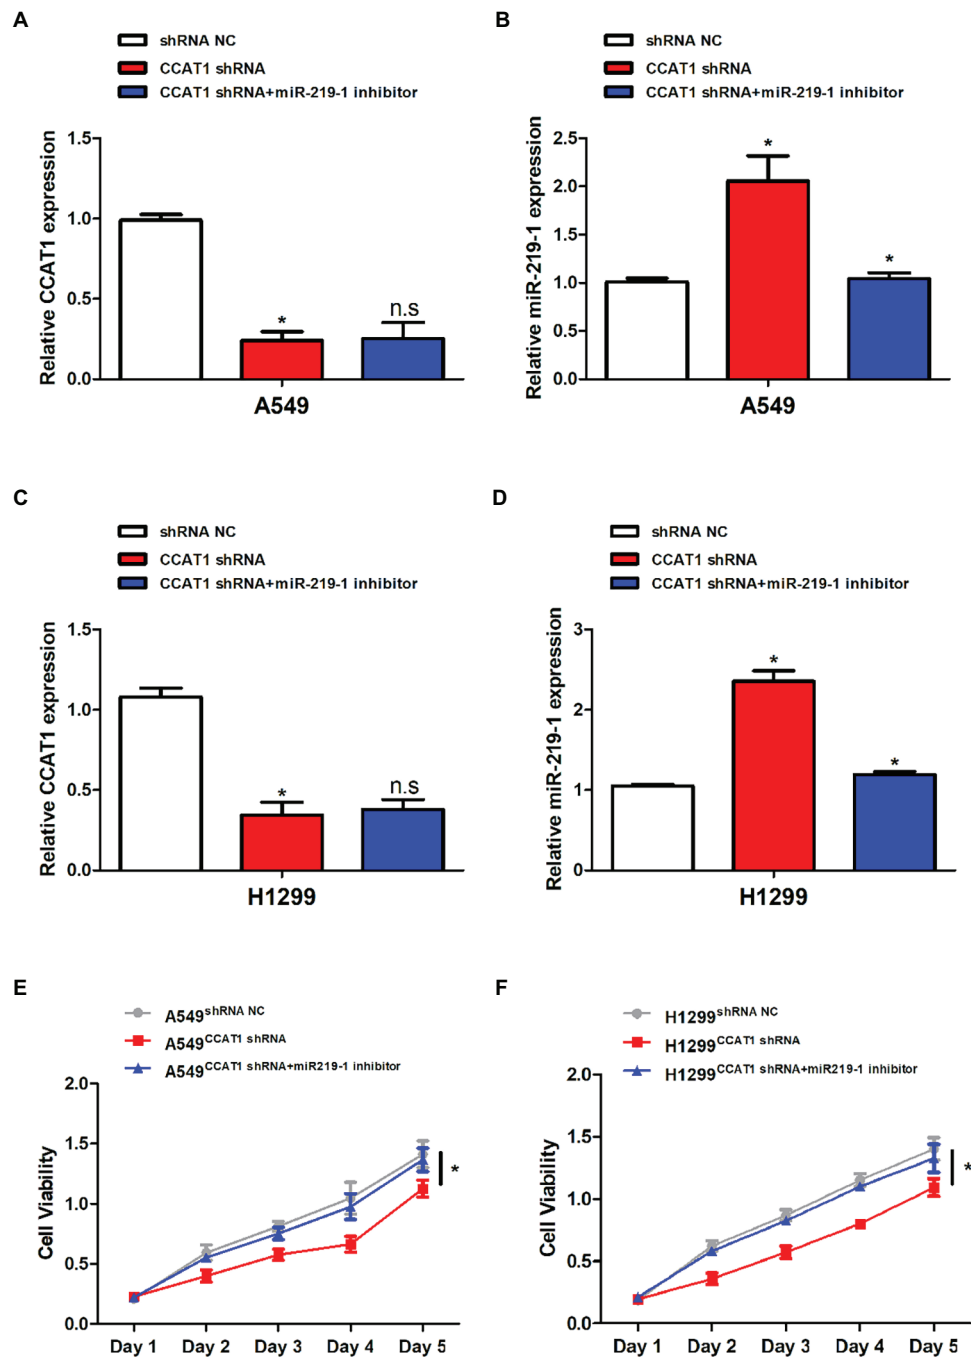 A
shRNA NC
CCAT1 shRNA
CCAT1 shRNA+miR-219-1 inhibitor
Relative CCAT1 expression
1.5
1.0
0.5
0.0
*
n.s
A549
B
shRNA NC
CCAT1 shRNA
CCAT1 shRNA+miR-219-1 inhibitor
Relative miR-219-1 expression
2.5
2.0
1.5
1.0
0.5
0.0
*
*
A549
C
shRNA NC
CCAT1 shRNA
CCAT1 shRNA+miR-219-1 inhibitor
Relative CCAT1 expression
1.5
1.0
0.5
0.0
*
n.s
H1299
D
shRNA NC
CCAT1 shRNA
CCAT1 shRNA+miR-219-1 inhibitor
Relative miR-219-1 expression
3
2
1
0
*
*
H1299
E
A549shRNA NC
A549CCAT1 shRNA
A549CCAT1 shRNA+miR219-1 inhibitor
Cell Viability
2.0
1.5
1.0
0.5
0.0
*
Day 1 Day 2 Day 3 Day 4 Day 5
F
H1299shRNA NC
H1299CCAT1 shRNA
H1299CCAT1 shRNA+miR219-1 inhibitor
Cell Viability
2.0
1.5
1.0
0.5
0.0
*
Day 1 Day 2 Day 3 Day 4 Day 5